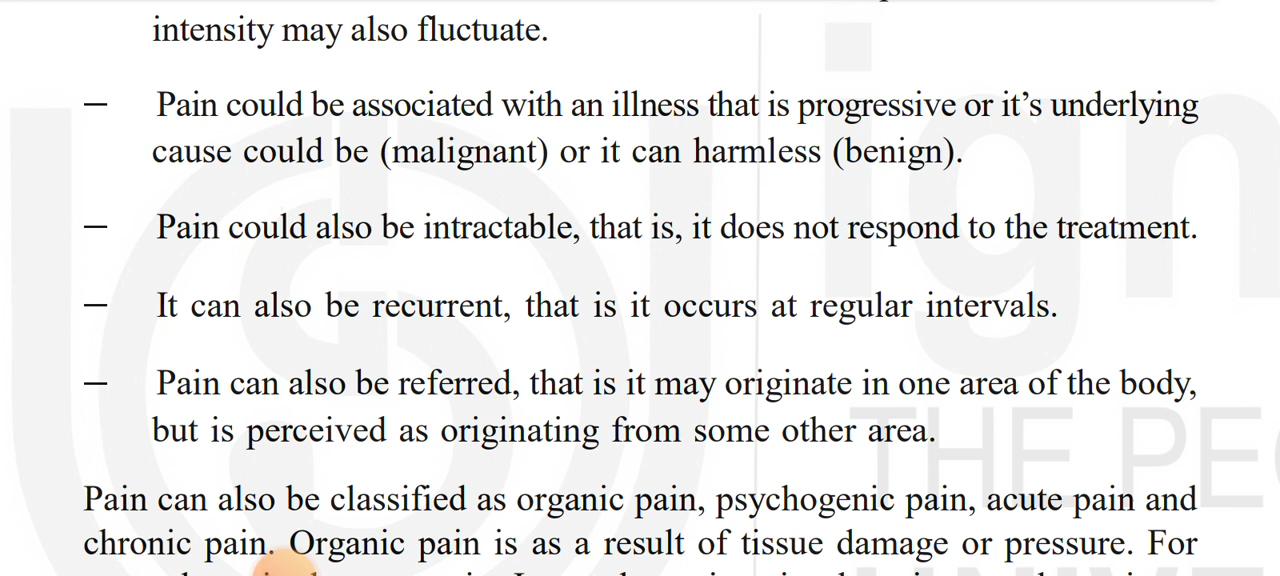 intensity may also fluctuate.
– Pain could be associated with an illness that is progressive or it’s underlying
cause could be (malignant) or it can harmless (benign).
– Pain could also be intractable, that is, it does not respond to the treatment.
– It can also be recurrent, that is it occurs at regular intervals.
– Pain can also be referred, that is it may originate in one area of the body,
but is perceived as originating from some other area.
Pain can also be classified as organic pain, psychogenic pain, acute pain and
chronic pain. Organic pain is as a result of tissue damage or pressure. For
ign
THE PE